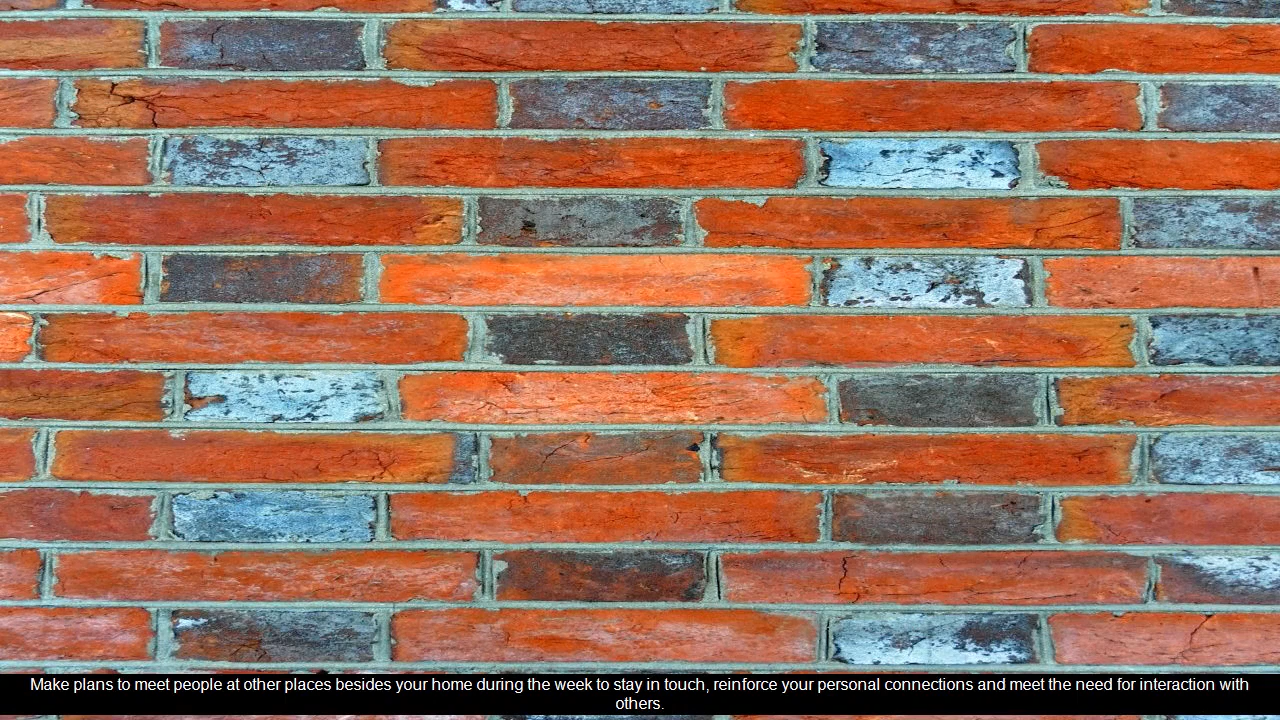 Make plans to meet people at other places besides your home during the week to stay in touch, reinforce your personal connections and meet the need for interaction with
others.